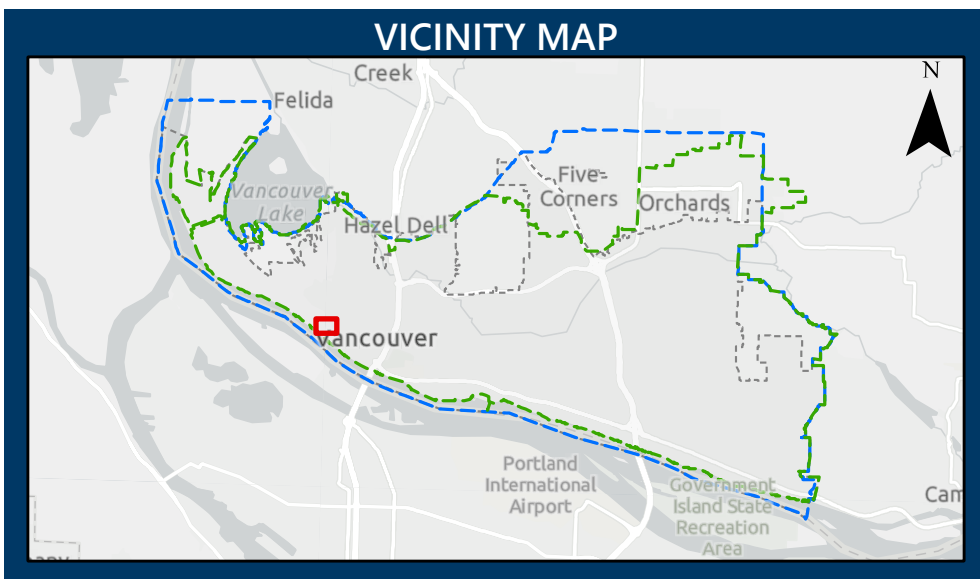 VICINITY MAP
Creek
N
Felida
Five-
Corners
Vancouver
Lake
Orchards
Hazel Dell
Vancouver
Portland
International
Airport
Government
Island State
Recreation
Area
Cam